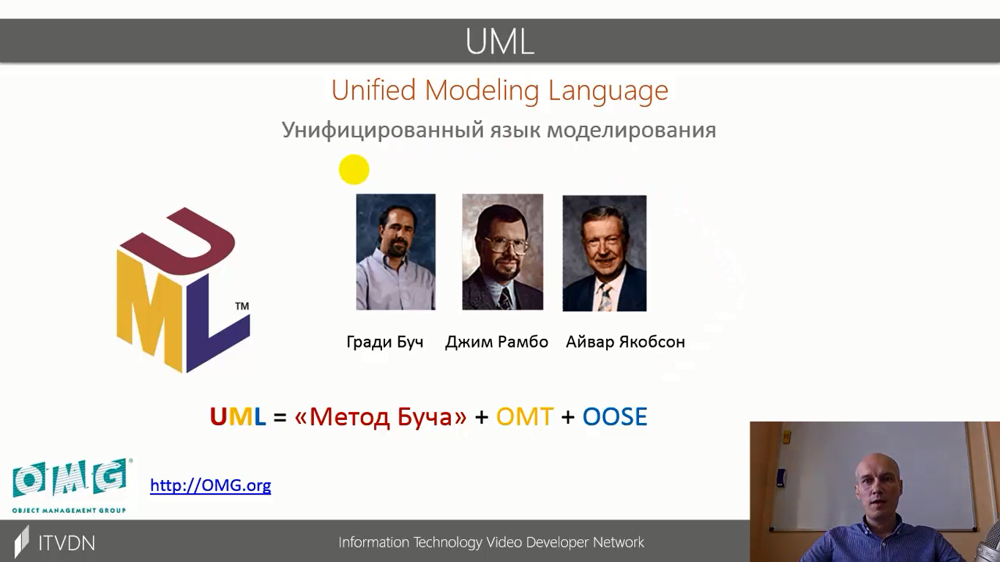 UML
Unified Modeling Language
Унифицированный язык моделирования
UML
TM
Гради Буч
Джим Рамбо
Айвар Якобсон
UML = «Метод Буча» + OMT + OOSE
OMG®
OBJECT MANAGEMENT GROUP
http://OMG.org
ITVDN
Information Technology Video Developer Network